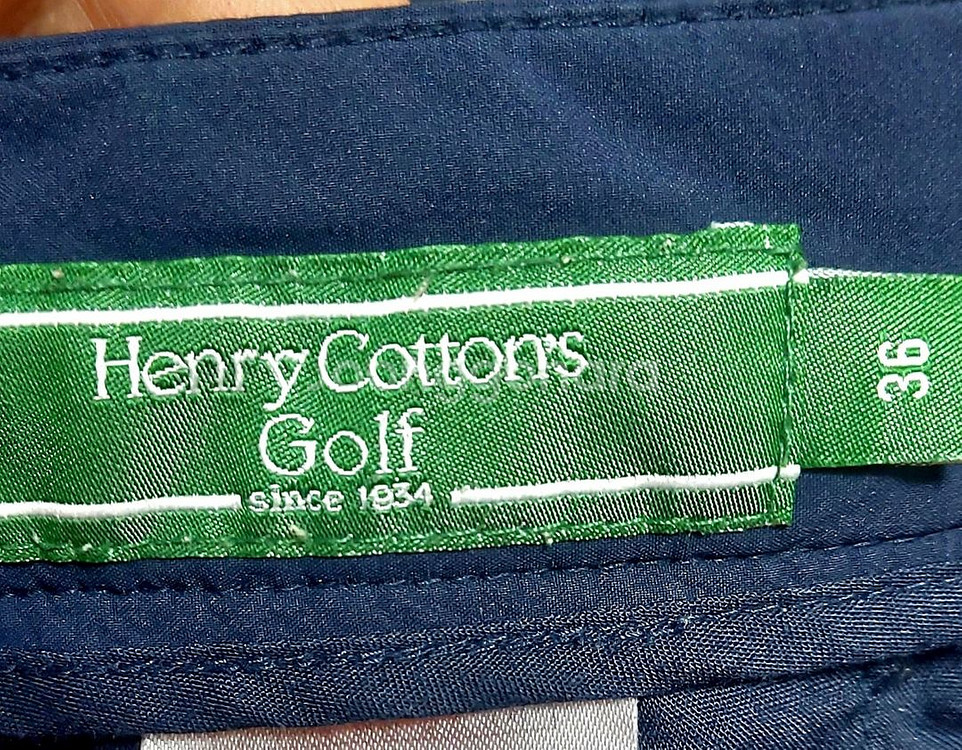 Henry Cotton's
Golf
since 1934
36